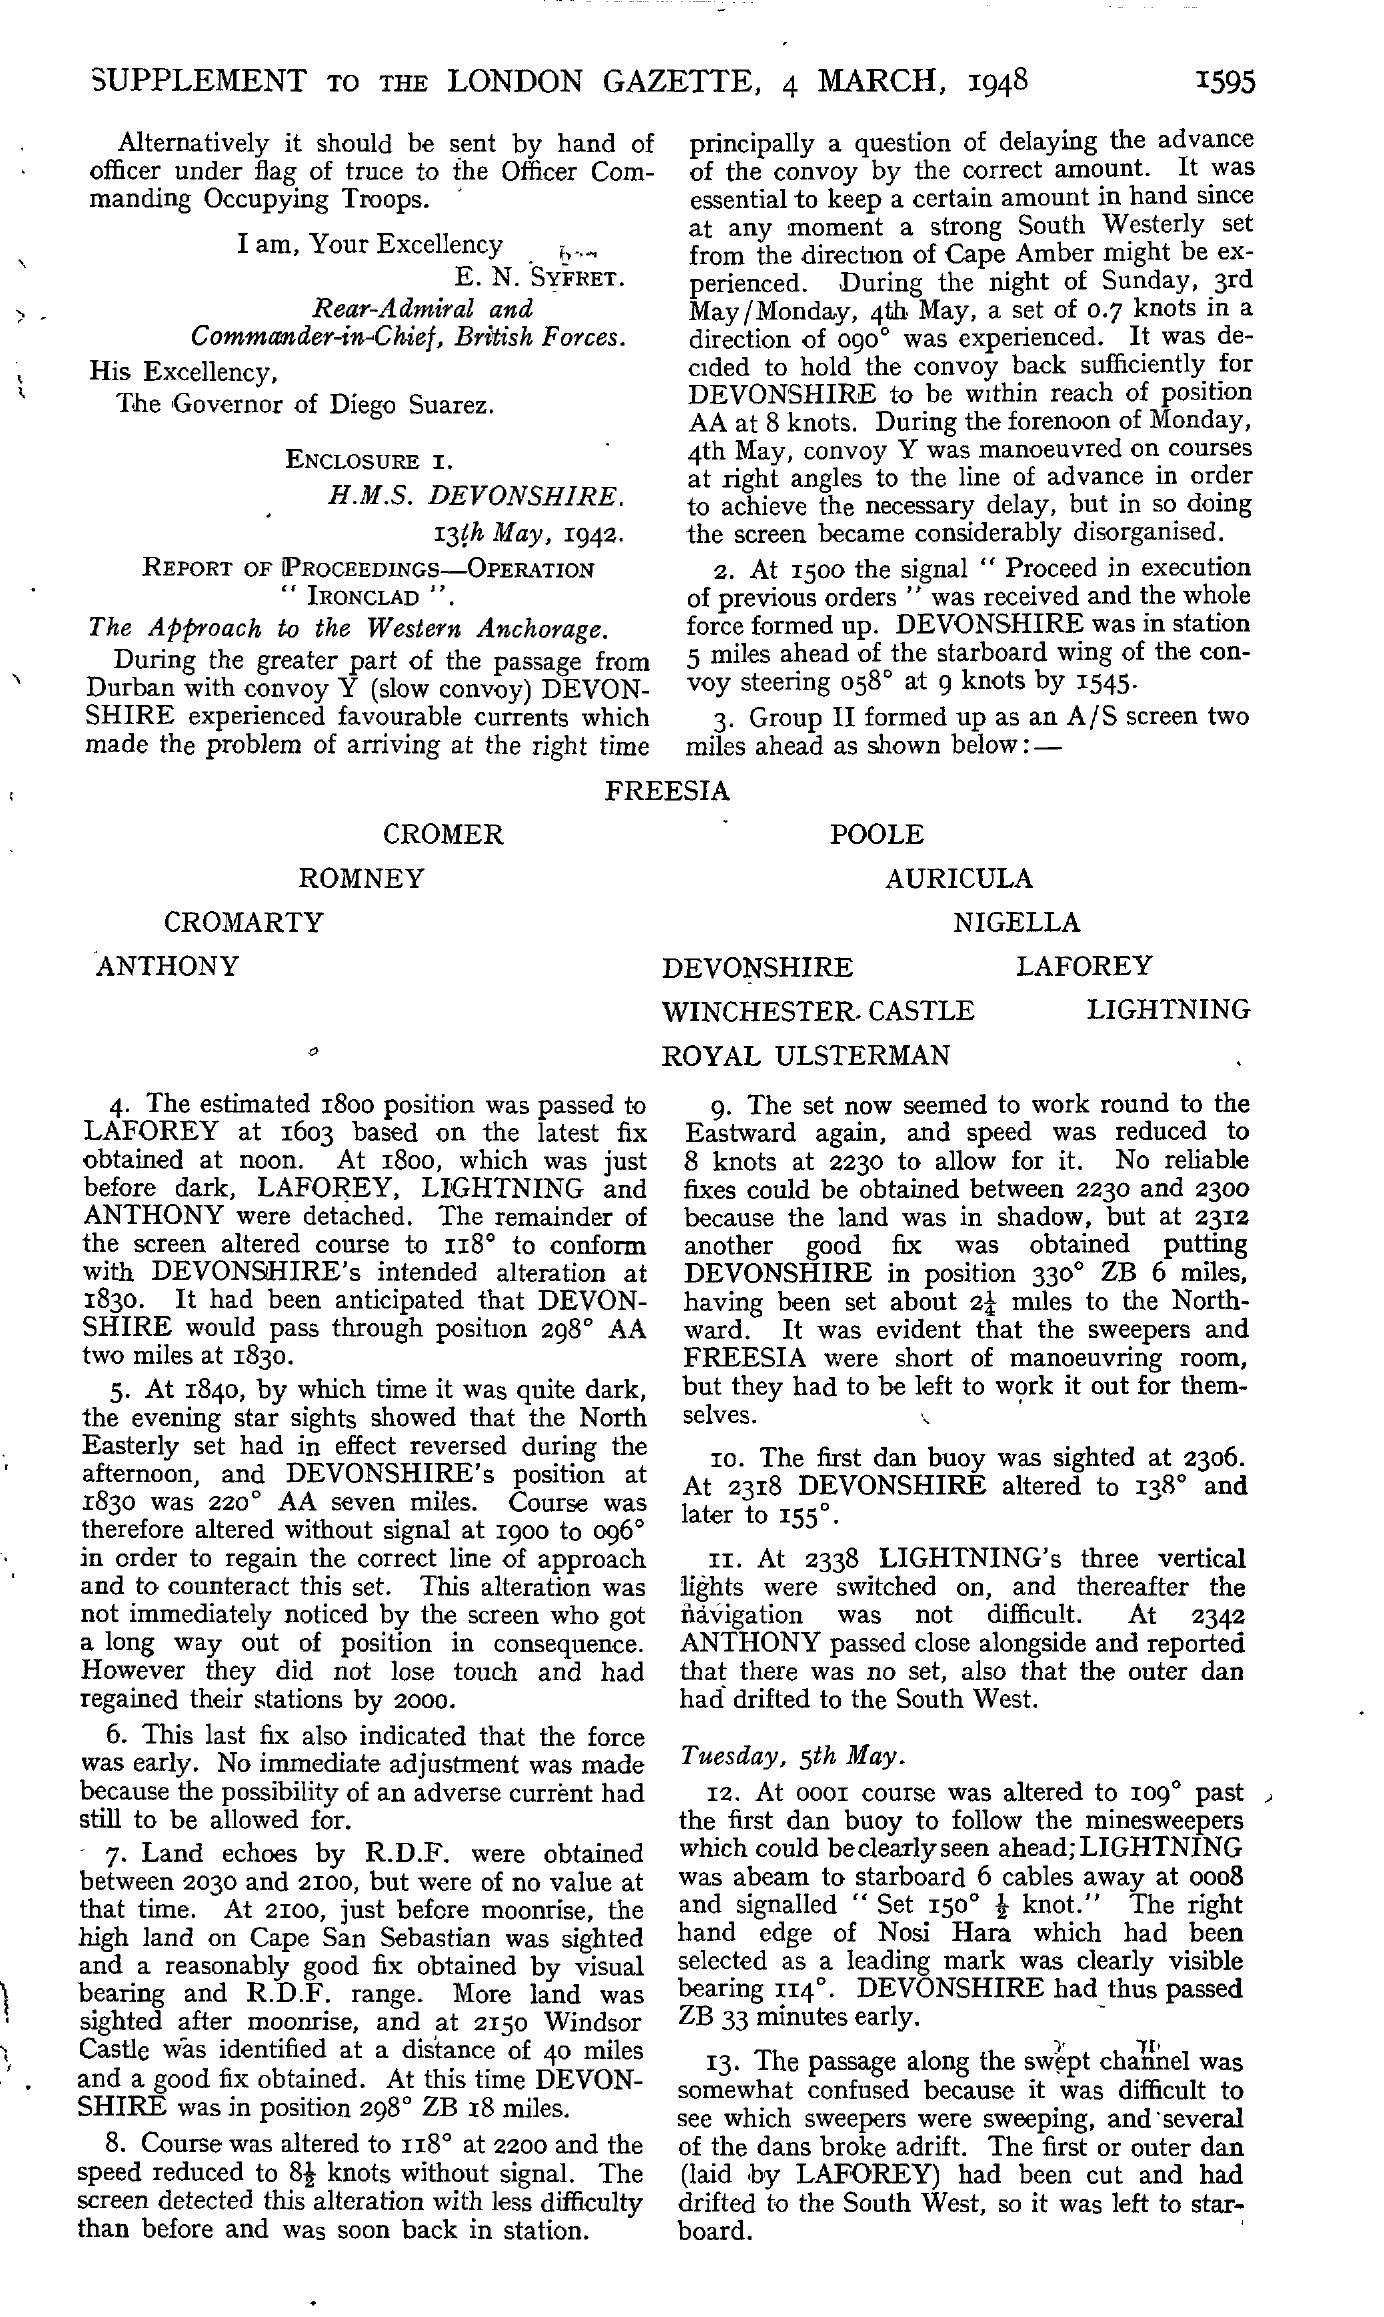 SUPPLEMENT TO THE LONDON GAZETTE, 4 MARCH, 1948 1595
Alternatively it should be sent by hand of
officer under flag of truce to the Officer Com-
manding Occupying Troops.
I am, Your Excellency
E. N. SYFRET.
Rear-Admiral and
Commander-in-Chief, British Forces.
His Excellency,
The Governor of Diego Suarez.
ENCLOSURE 1.
H.M.S. DEVONSHIRE.
13th May, 1942.
REPORT OF PROCEEDINGS—OPERATION
" IRONCLAD ".
The Approach to the Western Anchorage.
During the greater part of the passage from
Durban with convoy Y (slow convoy) DEVON-
SHIRE experienced favourable currents which
made the problem of arriving at the right time
principally a question of delaying the advance
of the convoy by the correct amount. It was
essential to keep a certain amount in hand since
at any moment a strong South Westerly set
from the direction of Cape Amber might be ex-
perienced. During the night of Sunday, 3rd
May/Monday, 4th May, a set of 0.7 knots in a
direction of 090° was experienced. It was de-
cided to hold the convoy back sufficiently for
DEVONSHIRE to be within reach of position
AA at 8 knots. During the forenoon of Monday,
4th May, convoy Y was manoeuvred on courses
at right angles to the line of advance in order
to achieve the necessary delay, but in so doing
the screen became considerably disorganised.
2. At 1500 the signal " Proceed in execution
of previous orders " was received and the whole
force formed up. DEVONSHIRE was in station
5 miles ahead of the starboard wing of the con-
voy steering 058° at 9 knots by 1545.
3. Group II formed up as an A/S screen two
miles ahead as shown below:—
FREESIA
CROMER POOLE
ROMNEY AURICULA
CROMARTY NIGELLA
ANTHONY DEVONSHIRE LAFOREY
WINCHESTER CASTLE LIGHTNING
ROYAL ULSTERMAN
4. The estimated 1800 position was passed to
LAFOREY at 1603 based on the latest fix
obtained at noon. At 1800, which was just
before dark, LAFOREY, LIGHTNING and
ANTHONY were detached. The remainder of
the screen altered course to 118° to conform
with DEVONSHIRE's intended alteration at
1830. It had been anticipated that DEVON-
SHIRE would pass through position 298° AA
two miles at 1830.
5. At 1840, by which time it was quite dark,
the evening star sights showed that the North
Easterly set had in effect reversed during the
afternoon, and DEVONSHIRE's position at
1830 was 220° AA seven miles. Course was
therefore altered without signal at 1900 to 096°
in order to regain the correct line of approach
and to counteract this set. This alteration was
not immediately noticed by the screen who got
a long way out of position in consequence.
However they did not lose touch and had
regained their stations by 2000.
6. This last fix also indicated that the force
was early. No immediate adjustment was made
because the possibility of an adverse current had
still to be allowed for.
7. Land echoes by R.D.F. were obtained
between 2030 and 2100, but were of no value at
that time. At 2100, just before moonrise, the
high land on Cape San Sebastian was sighted
and a reasonably good fix obtained by visual
bearing and R.D.F. range. More land was
sighted after moonrise, and at 2150 Windsor
Castle was identified at a distance of 40 miles
and a good fix obtained. At this time DEVON-
SHIRE was in position 298° ZB 18 miles.
8. Course was altered to 118° at 2200 and the
speed reduced to 8½ knots without signal. The
screen detected this alteration with less difficulty
than before and was soon back in station.
9. The set now seemed to work round to the
Eastward again, and speed was reduced to
8 knots at 2230 to allow for it. No reliable
fixes could be obtained between 2230 and 2300
because the land was in shadow, but at 2312
another good fix was obtained putting
DEVONSHIRE in position 330° ZB 6 miles,
having been set about 2½ miles to the North-
ward. It was evident that the sweepers and
FREESIA were short of manoeuvring room,
but they had to be left to work it out for them-
selves.
10. The first dan buoy was sighted at 2306.
At 2318 DEVONSHIRE altered to 138° and
later to 155°.
11. At 2338 LIGHTNING's three vertical
lights were switched on, and thereafter the
navigation was not difficult. At 2342
ANTHONY passed close alongside and reported
that there was no set, also that the outer dan
had drifted to the South West.
Tuesday, 5th May.
12. At 0001 course was altered to 109° past
the first dan buoy to follow the minesweepers
which could be clearly seen ahead; LIGHTNING
was abeam to starboard 6 cables away at 0008
and signalled " Set 150° ½ knot." The right
hand edge of Nosi Hara which had been
selected as a leading mark was clearly visible
bearing 114°. DEVONSHIRE had thus passed
ZB 33 minutes early.
13. The passage along the swept channel was
somewhat confused because it was difficult to
see which sweepers were sweeping, and several
of the dans broke adrift. The first or outer dan
(laid by LAFOREY) had been cut and had
drifted to the South West, so it was left to star-
board.